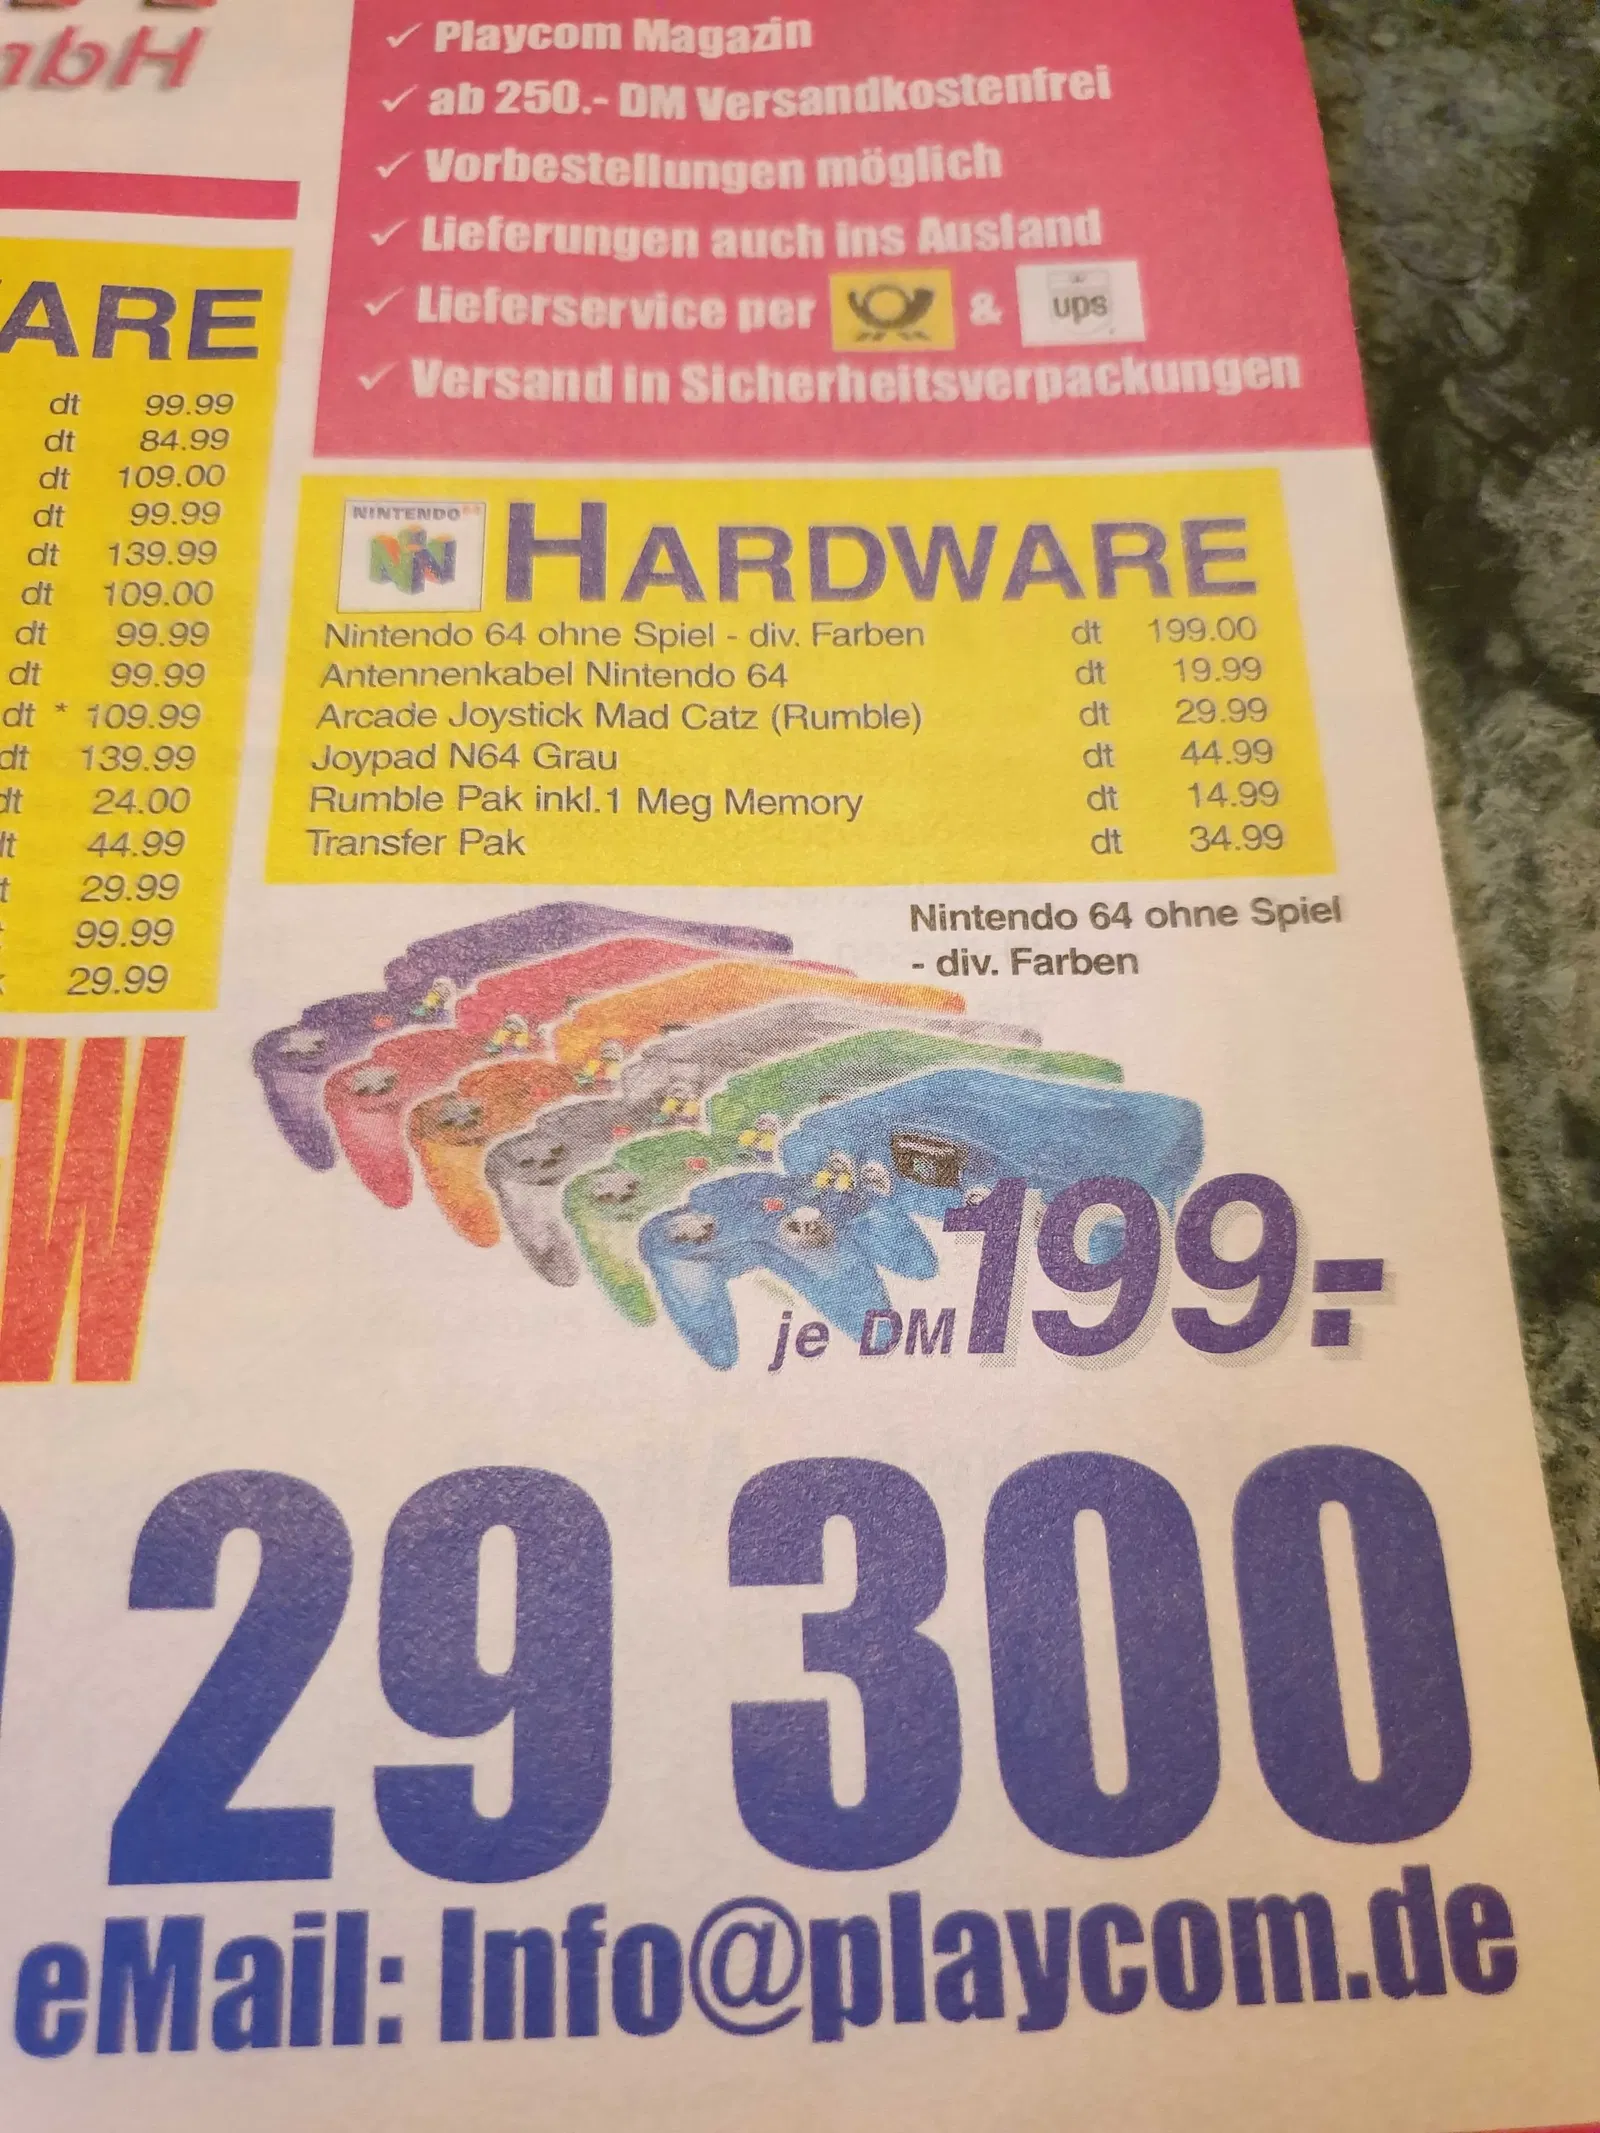 mbH
✓ Playcom Magazin
✓ ab 250.- DM Versandkostenfrei
✓ Vorbestellungen möglich
✓ Lieferungen auch ins Ausland
✓ Lieferservice per & ups
✓ Versand in Sicherheitsverpackungen
ARE
dt 99.99
dt 84.99
dt 109.00
dt 99.99
dt 139.99
dt 109.00
dt 99.99
dt 99.99
dt * 109.99
dt 139.99
dt 24.00
dt 44.99
t 29.99
99.99
29.99
NINTENDO 64 HARDWARE
Nintendo 64 ohne Spiel - div. Farben dt 199.00
Antennenkabel Nintendo 64 dt 19.99
Arcade Joystick Mad Catz (Rumble) dt 29.99
Joypad N64 Grau dt 44.99
Rumble Pak inkl.1 Meg Memory dt 14.99
Transfer Pak dt 34.99
Nintendo 64 ohne Spiel
- div. Farben
je DM 199.-
W
29 300
eMail: Info@playcom.de